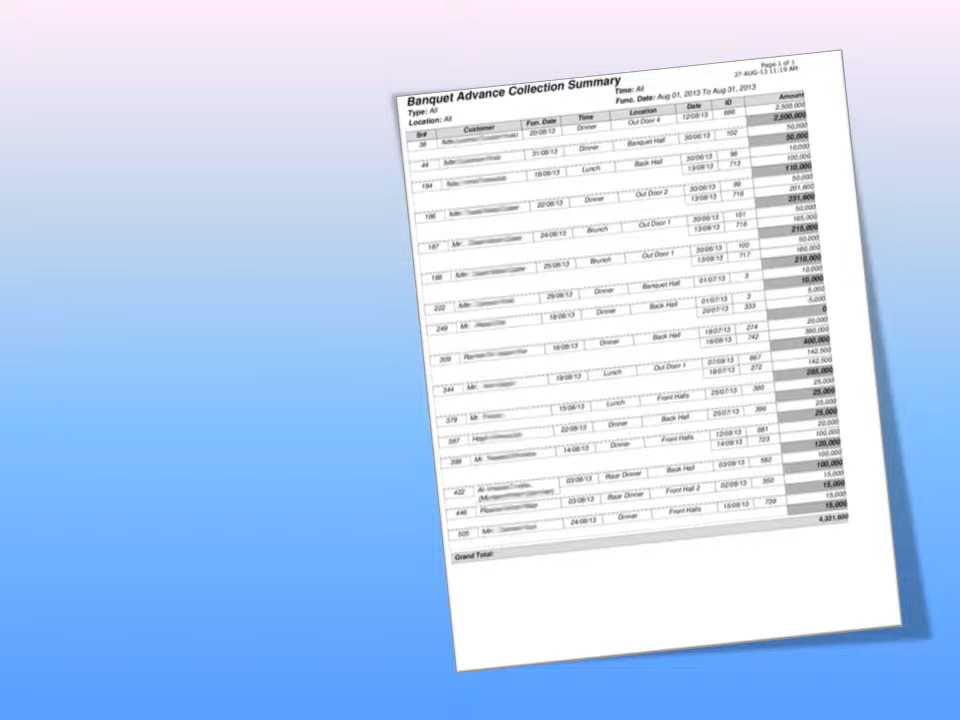 Page 1 of 1
27-AUG-13 11:19 AM
Banquet Advance Collection Summary
Type: All Time: All
Location: All Func. Date: Aug 01, 2013 To Aug 31, 2013
Sr# Customer Fun. Date Time Location Date ID Amount
38 20/08/13 Dinner Out Door 4 12/08/13 686 2,500,000
2,500,000
44 31/08/13 Dinner Banquet Hall 30/06/13 102 50,000
50,000
184 18/08/13 Lunch Back Hall 30/06/13 98 10,000
13/08/13 713 100,000
110,000
186 22/08/13 Dinner Out Door 2 30/06/13 99 50,000
13/08/13 716 201,600
251,600
187 Mr. 24/08/13 Brunch Out Door 1 30/06/13 101 50,000
13/08/13 718 165,000
215,000
188 25/08/13 Brunch Out Door 1 30/06/13 100 50,000
13/08/13 717 160,000
210,000
222 29/08/13 Dinner Banquet Hall 01/07/13 3 10,000
10,000
249 Mr. 18/08/13 Dinner Back Hall 01/07/13 3 5,000
20/07/13 333 -5,000
0
309 16/08/13 Dinner Back Hall 18/07/13 274 20,000
16/08/13 742 380,000
400,000
344 Mr. 19/08/13 Lunch Out Door 1 07/08/13 667 142,500
18/07/13 272 142,500
285,000
379 Mr. 15/08/13 Lunch Front Halls 25/07/13 390 25,000
25,000
387 22/08/13 Dinner Back Hall 25/07/13 396 25,000
25,000
398 Mr. 14/08/13 Dinner Front Halls 12/08/13 681 20,000
14/08/13 723 100,000
120,000
422 03/08/13 Riaar Dinner Back Hall 03/08/13 582 100,000
100,000
446 03/08/13 Riaar Dinner Front Hall 2 02/08/13 550 15,000
15,000
505 24/08/13 Dinner Front Halls 15/08/13 739 15,000
15,000
Grand Total: 4,331,600